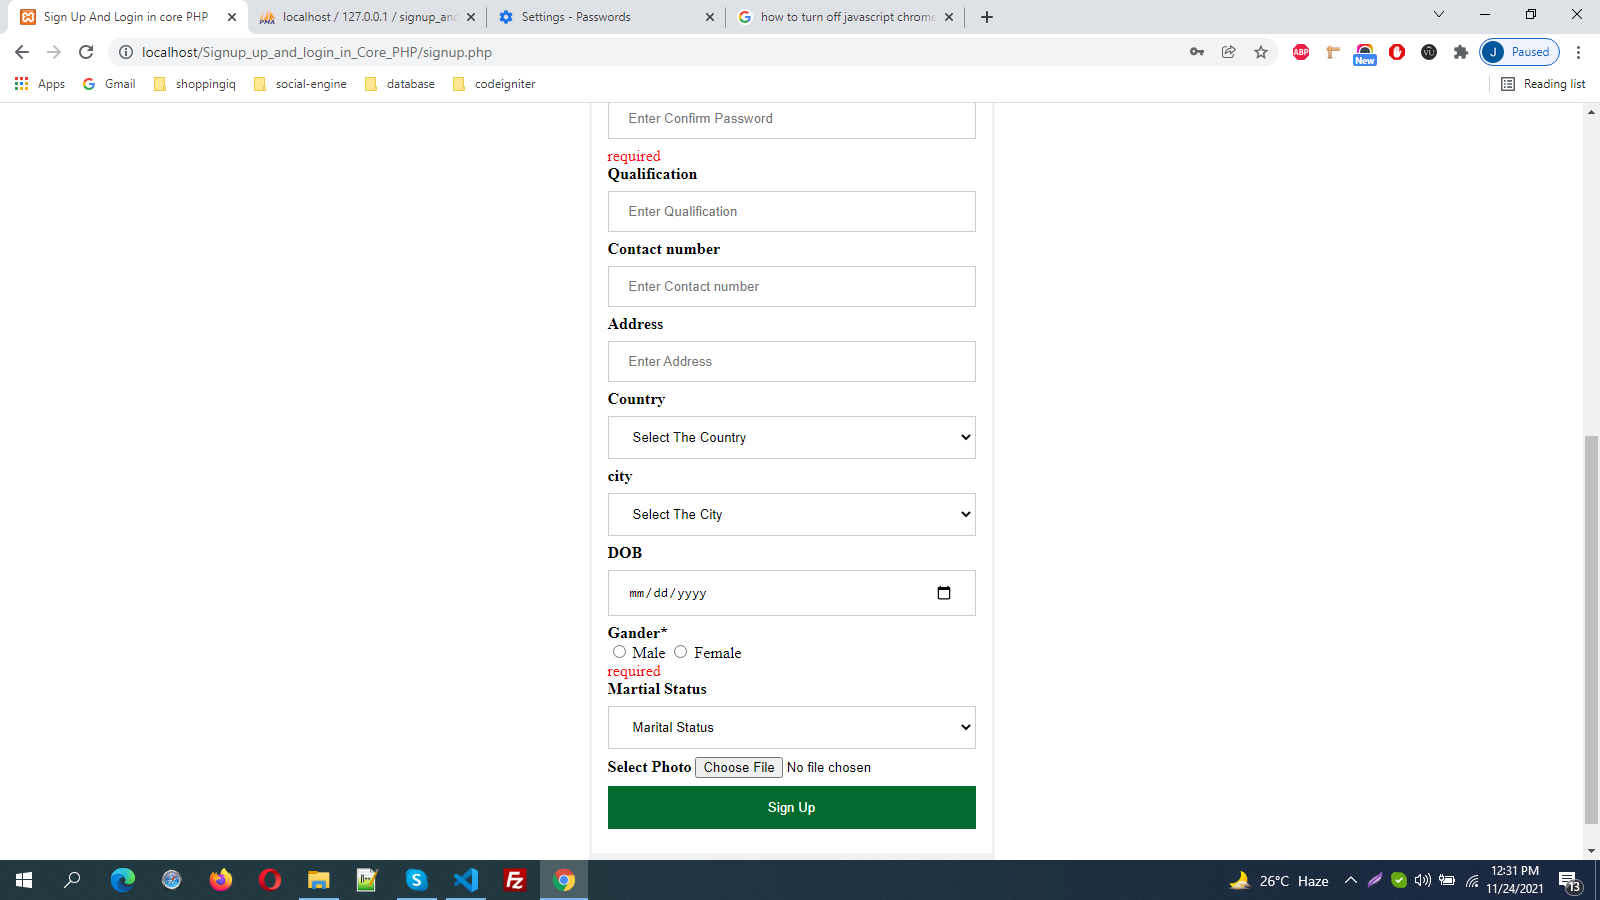 Sign Up And Login in core PHP
localhost / 127.0.0.1 / signup_and
Settings - Passwords
how to turn off javascript chrome
localhost/Signup_up_and_login_in_Core_PHP/signup.php
ABP
New
VU
J Paused
Apps
Gmail
shoppingiq
social-engine
database
codeigniter
Reading list
Enter Confirm Password
required
Qualification
Enter Qualification
Contact number
Enter Contact number
Address
Enter Address
Country
Select The Country
city
Select The City
DOB
mm/dd/yyyy
Gander*
Male Female
required
Martial Status
Marital Status
Select Photo Choose File No file chosen
Sign Up
26°C Haze
12:31 PM
11/24/2021
13